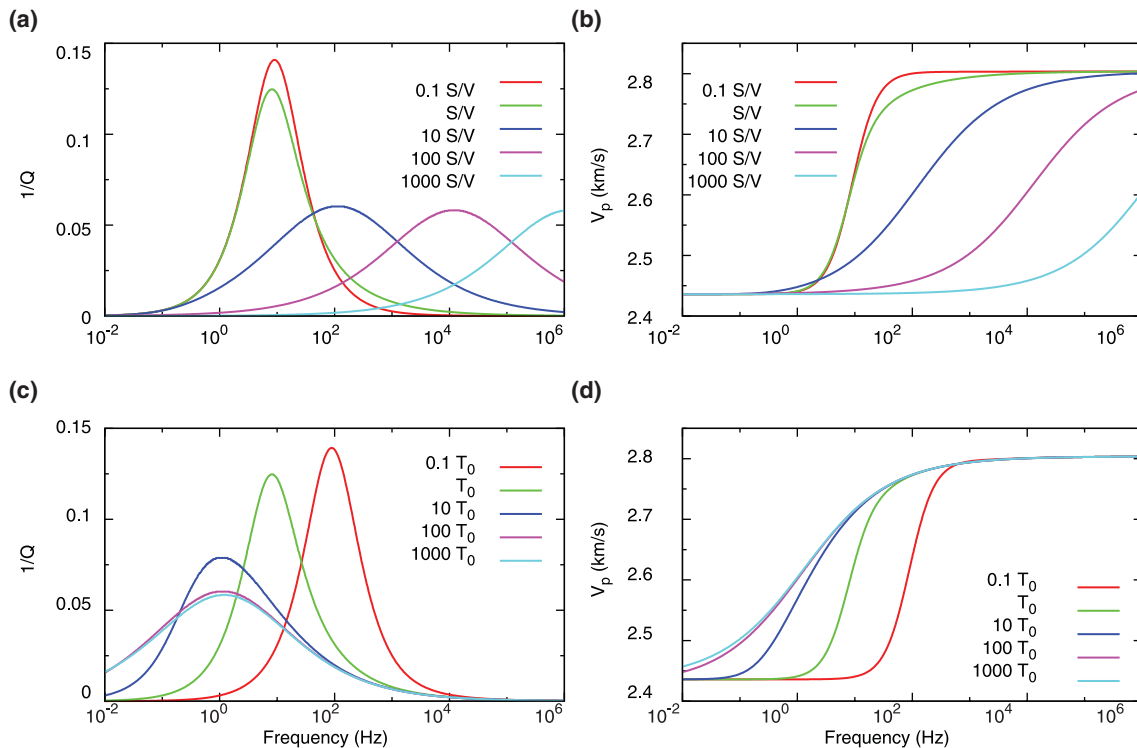 (a)
0.15
0.1
0.05
0
1/Q
0.1 S/V
S/V
10 S/V
100 S/V
1000 S/V
10⁻² 10⁰ 10² 10⁴ 10⁶
(b)
2.8
2.7
2.6
2.5
2.4
Vₚ (km/s)
0.1 S/V
S/V
10 S/V
100 S/V
1000 S/V
10⁻² 10⁰ 10² 10⁴ 10⁶
(c)
0.15
0.1
0.05
0
1/Q
0.1 T₀
T₀
10 T₀
100 T₀
1000 T₀
10⁻² 10⁰ 10² 10⁴ 10⁶
Frequency (Hz)
(d)
2.8
2.7
2.6
2.5
2.4
Vₚ (km/s)
0.1 T₀
T₀
10 T₀
100 T₀
1000 T₀
10⁻² 10⁰ 10² 10⁴ 10⁶
Frequency (Hz)